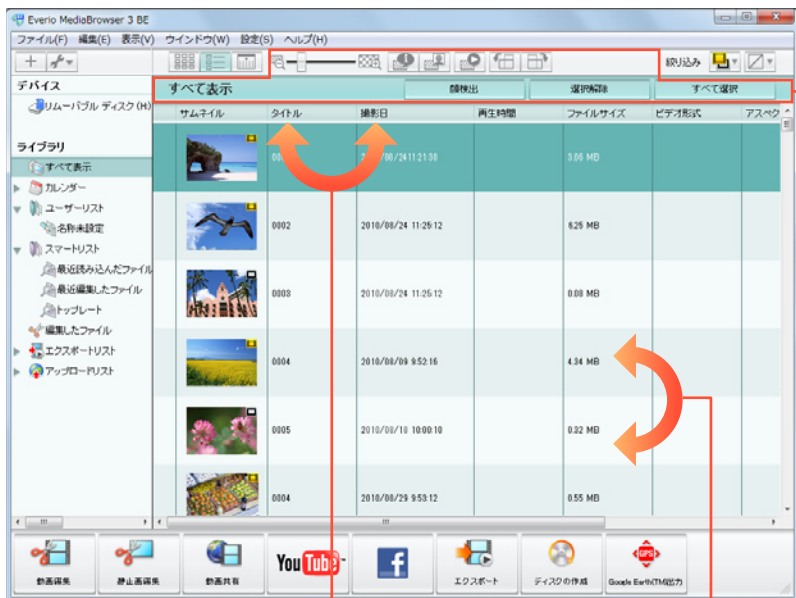 Everio MediaBrowser 3 BE
ファイル(F) 編集(E) 表示(V) ウインドウ(W) 設定(S) ヘルプ(H)
絞り込み
デバイス
リムーバブル ディスク (H)
ライブラリ
すべて表示
カレンダー
ユーザーリスト
名称未設定
スマートリスト
最近読み込んだファイル
最近編集したファイル
トップレート
編集したファイル
エクスポートリスト
アップロードリスト
すべて表示 顔検出 選択解除 すべて選択
サムネイル タイトル 撮影日 再生時間 ファイルサイズ ビデオ形式 アスペク
/08/24 11:21:38 3.06 MB
0002 2010/08/24 11:25:12 6.25 MB
0003 2010/08/24 11:25:12 0.08 MB
0004 2010/08/09 9:52:16 4.34 MB
0005 2010/08/18 10:00:10 0.32 MB
0004 2010/08/29 9:53:12 0.55 MB
You Tube
f
GPS
動画編集 静止画編集 動画共有 エクスポート ディスクの作成 Google Earth(TM)出力